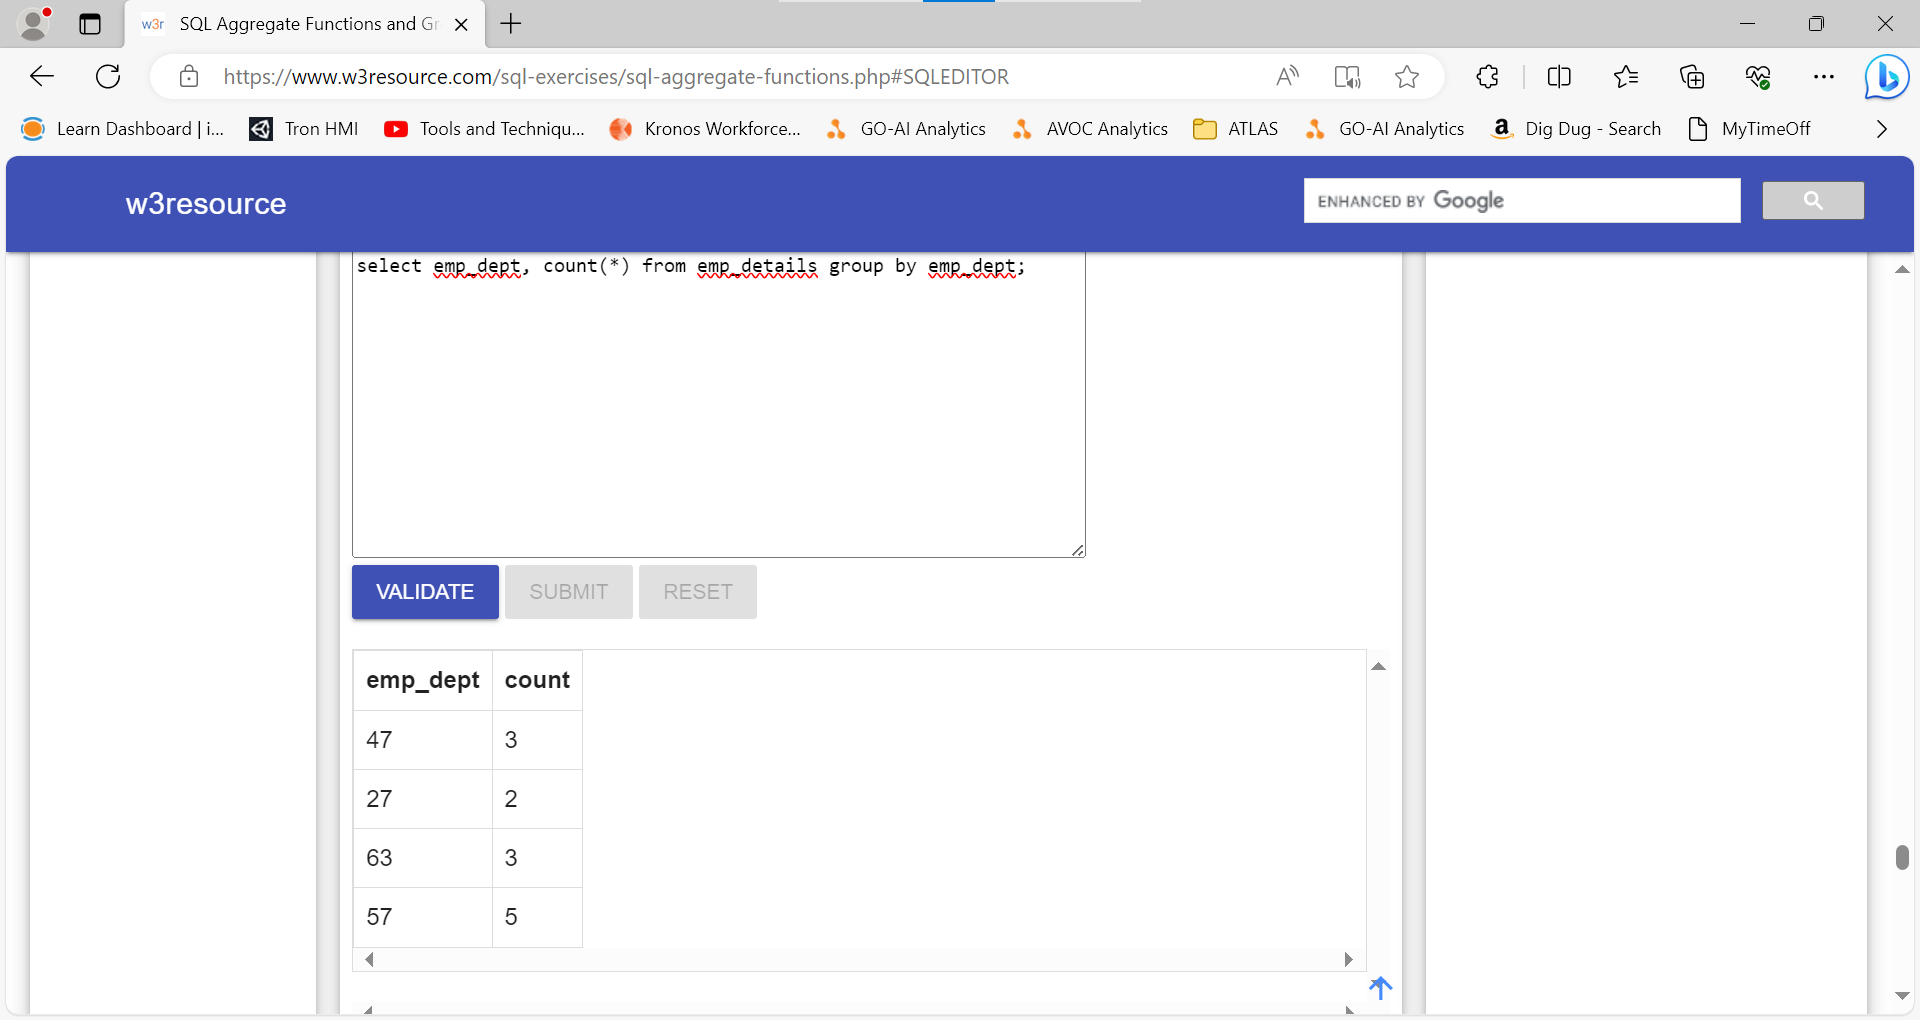 w3r SQL Aggregate Functions and Gr
https://www.w3resource.com/sql-exercises/sql-aggregate-functions.php#SQLEDITOR
Learn Dashboard | i... Tron HMI Tools and Techniqu... Kronos Workforce... GO-AI Analytics AVOC Analytics ATLAS GO-AI Analytics Dig Dug - Search MyTimeOff
w3resource ENHANCED BY Google
select emp_dept, count(*) from emp_details group by emp_dept;
VALIDATE SUBMIT RESET
emp_dept count
47 3
27 2
63 3
57 5